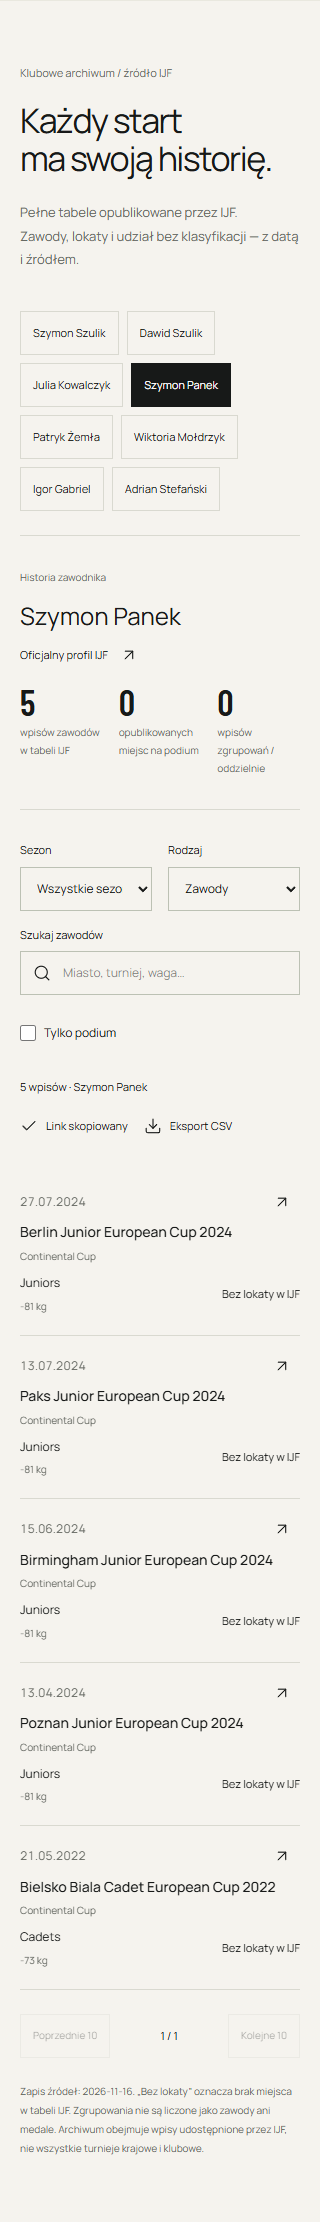 Klubowe archiwum / źródło IJF
Każdy start
ma swoją historię.
Pełne tabele opublikowane przez IJF.
Zawody, lokaty i udział bez klasyfikacji — z datą
i źródłem.
Szymon Szulik
Dawid Szulik
Julia Kowalczyk
Szymon Panek
Patryk Żemła
Wiktoria Mołdrzyk
Igor Gabriel
Adrian Stefański
Historia zawodnika
Szymon Panek
Oficjalny profil IJF
5
wpisów zawodów
w tabeli IJF
0
opublikowanych
miejsc na podium
0
wpisów
zgrupowań /
oddzielnie
Sezon
Rodzaj
Wszystkie sezo
Zawody
Szukaj zawodów
Miasto, turniej, waga…
Tylko podium
5 wpisów · Szymon Panek
Link skopiowany
Eksport CSV
27.07.2024
Berlin Junior European Cup 2024
Continental Cup
Juniors
-81 kg
Bez lokaty w IJF
13.07.2024
Paks Junior European Cup 2024
Continental Cup
Juniors
-81 kg
Bez lokaty w IJF
15.06.2024
Birmingham Junior European Cup 2024
Continental Cup
Juniors
-81 kg
Bez lokaty w IJF
13.04.2024
Poznan Junior European Cup 2024
Continental Cup
Juniors
-81 kg
Bez lokaty w IJF
21.05.2022
Bielsko Biala Cadet European Cup 2022
Continental Cup
Cadets
-73 kg
Bez lokaty w IJF
Poprzednie 10
1 / 1
Kolejne 10
Zapis źródeł: 2026-11-16. „Bez lokaty” oznacza brak miejsca
w tabeli IJF. Zgrupowania nie są liczone jako zawody ani
medale. Archiwum obejmuje wpisy udostępnione przez IJF,
nie wszystkie turnieje krajowe i klubowe.